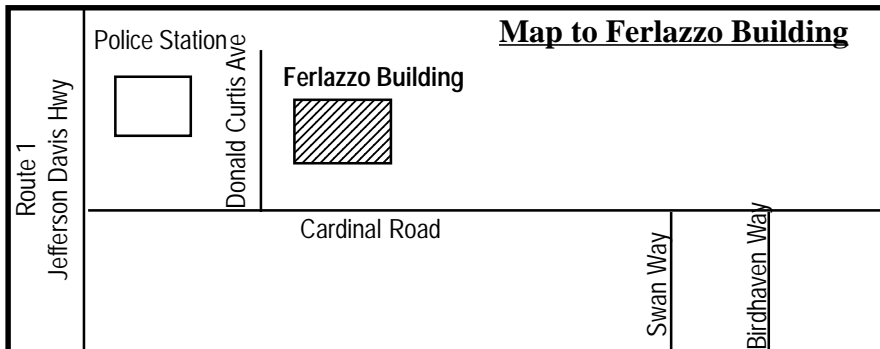 Map to Ferlazzo Building
Police Station
Donald Curtis Ave
Ferlazzo Building
Route 1
Jefferson Davis Hwy
Cardinal Road
Swan Way
Birdhaven Way